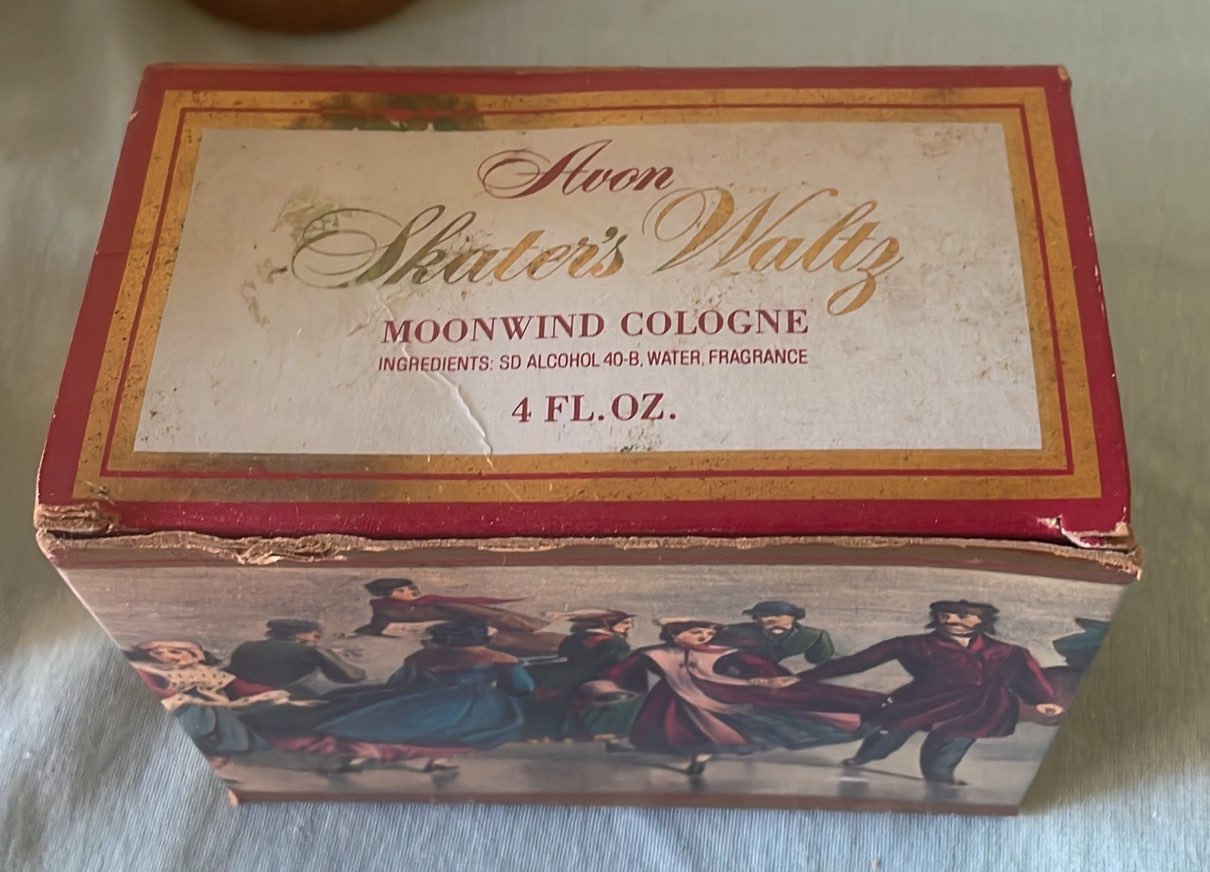 Avon
Skater's Waltz
MOONWIND COLOGNE
INGREDIENTS: SD ALCOHOL 40-B, WATER, FRAGRANCE
4 FL.OZ.